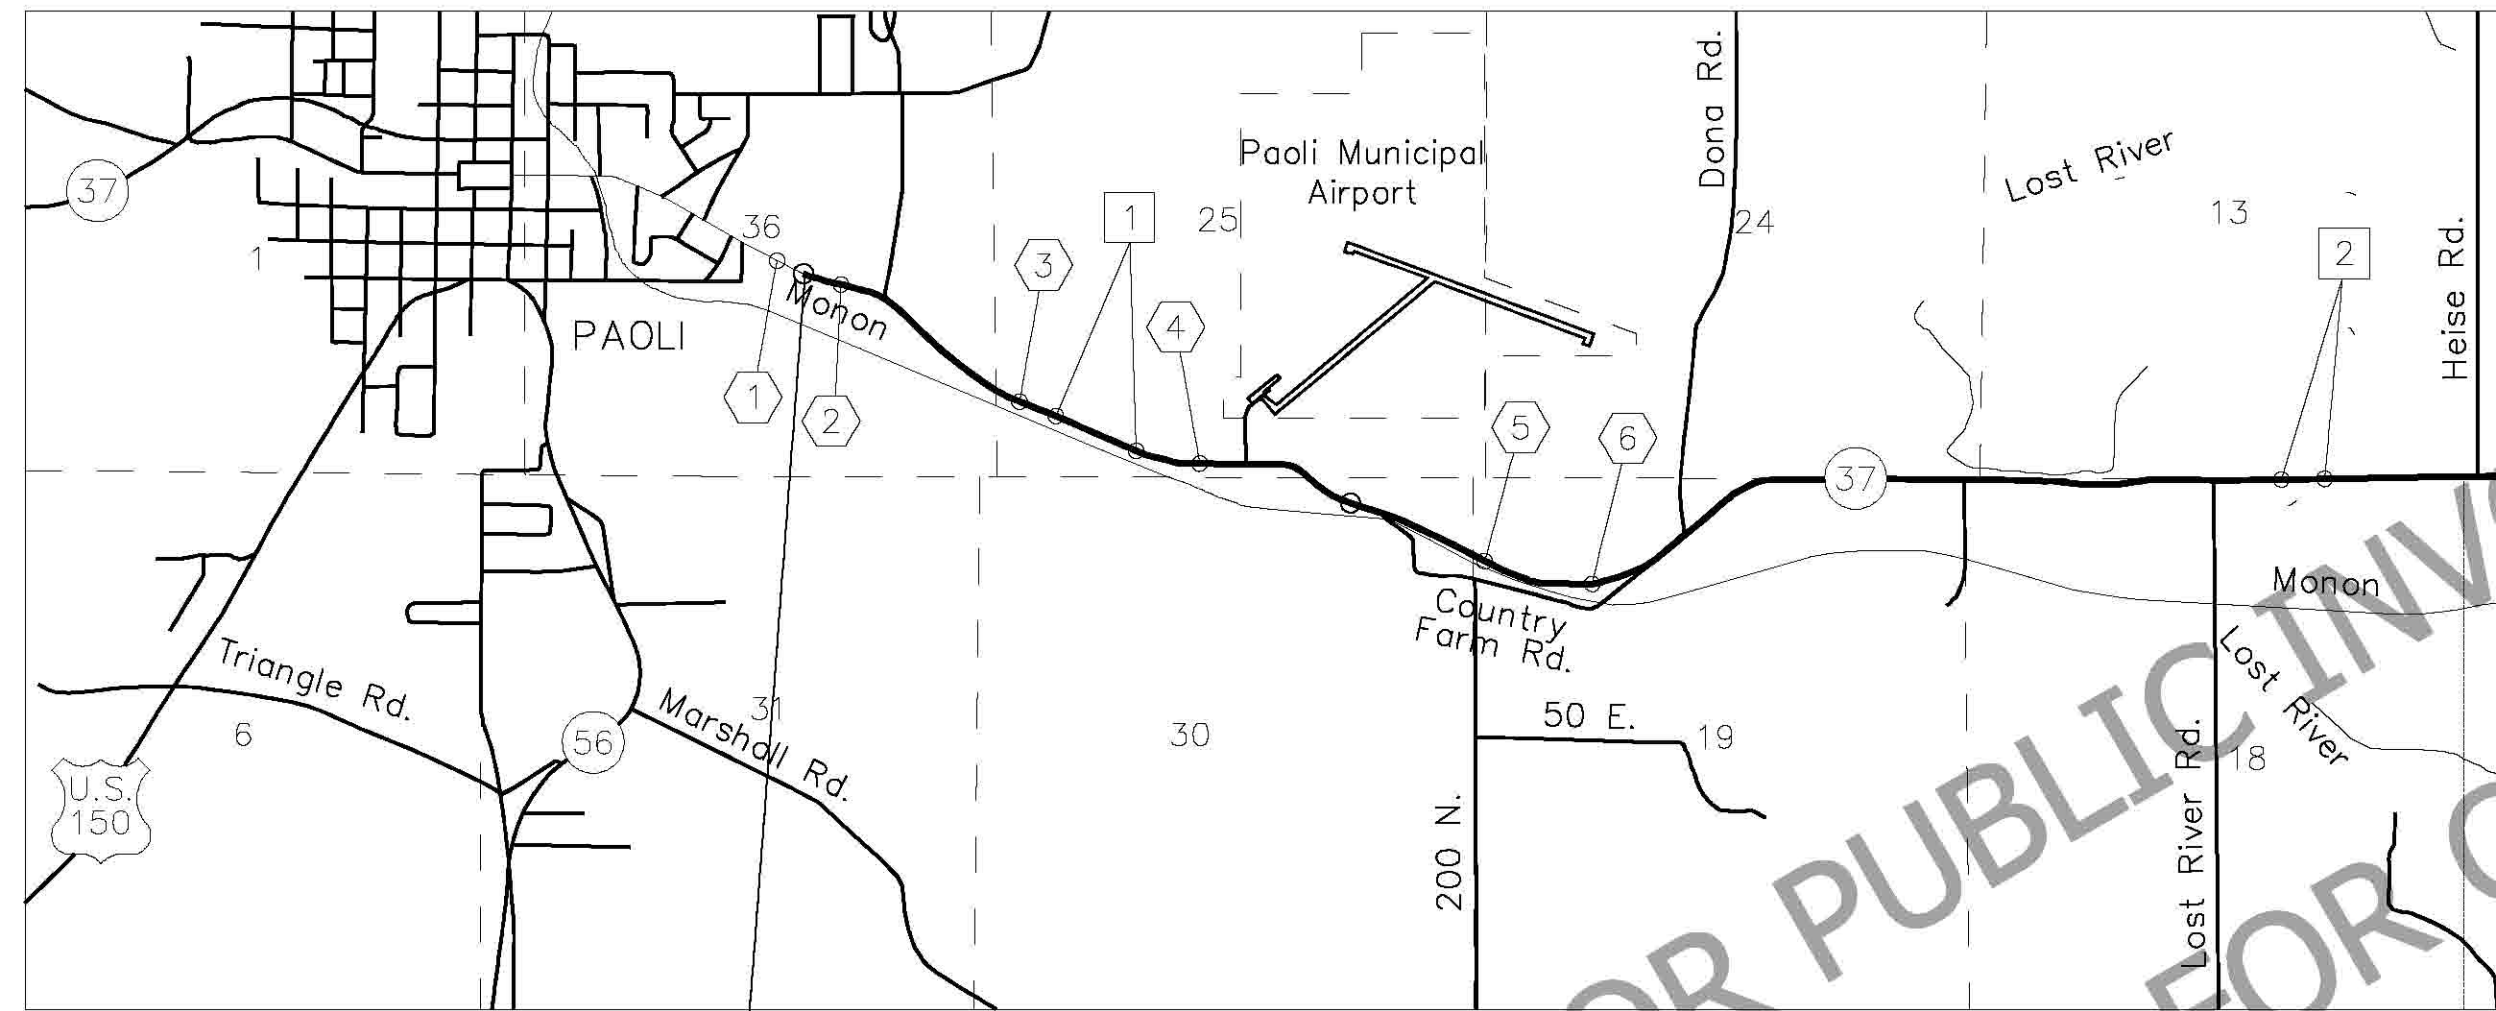 37
1
PAOLI
36
Monon
1
2
3
1
25
4
Paoli Municipal
Airport
5
6
Dona Rd.
24
37
Lost River
13
2
Heise Rd.
Monon
Lost
River
Country
Farm Rd.
Triangle Rd.
6
U.S.
150
56
Marshall Rd.
31
30
50 E.
19
200 N.
Lost River Rd.
18
OR PUBLIC INV
FOR